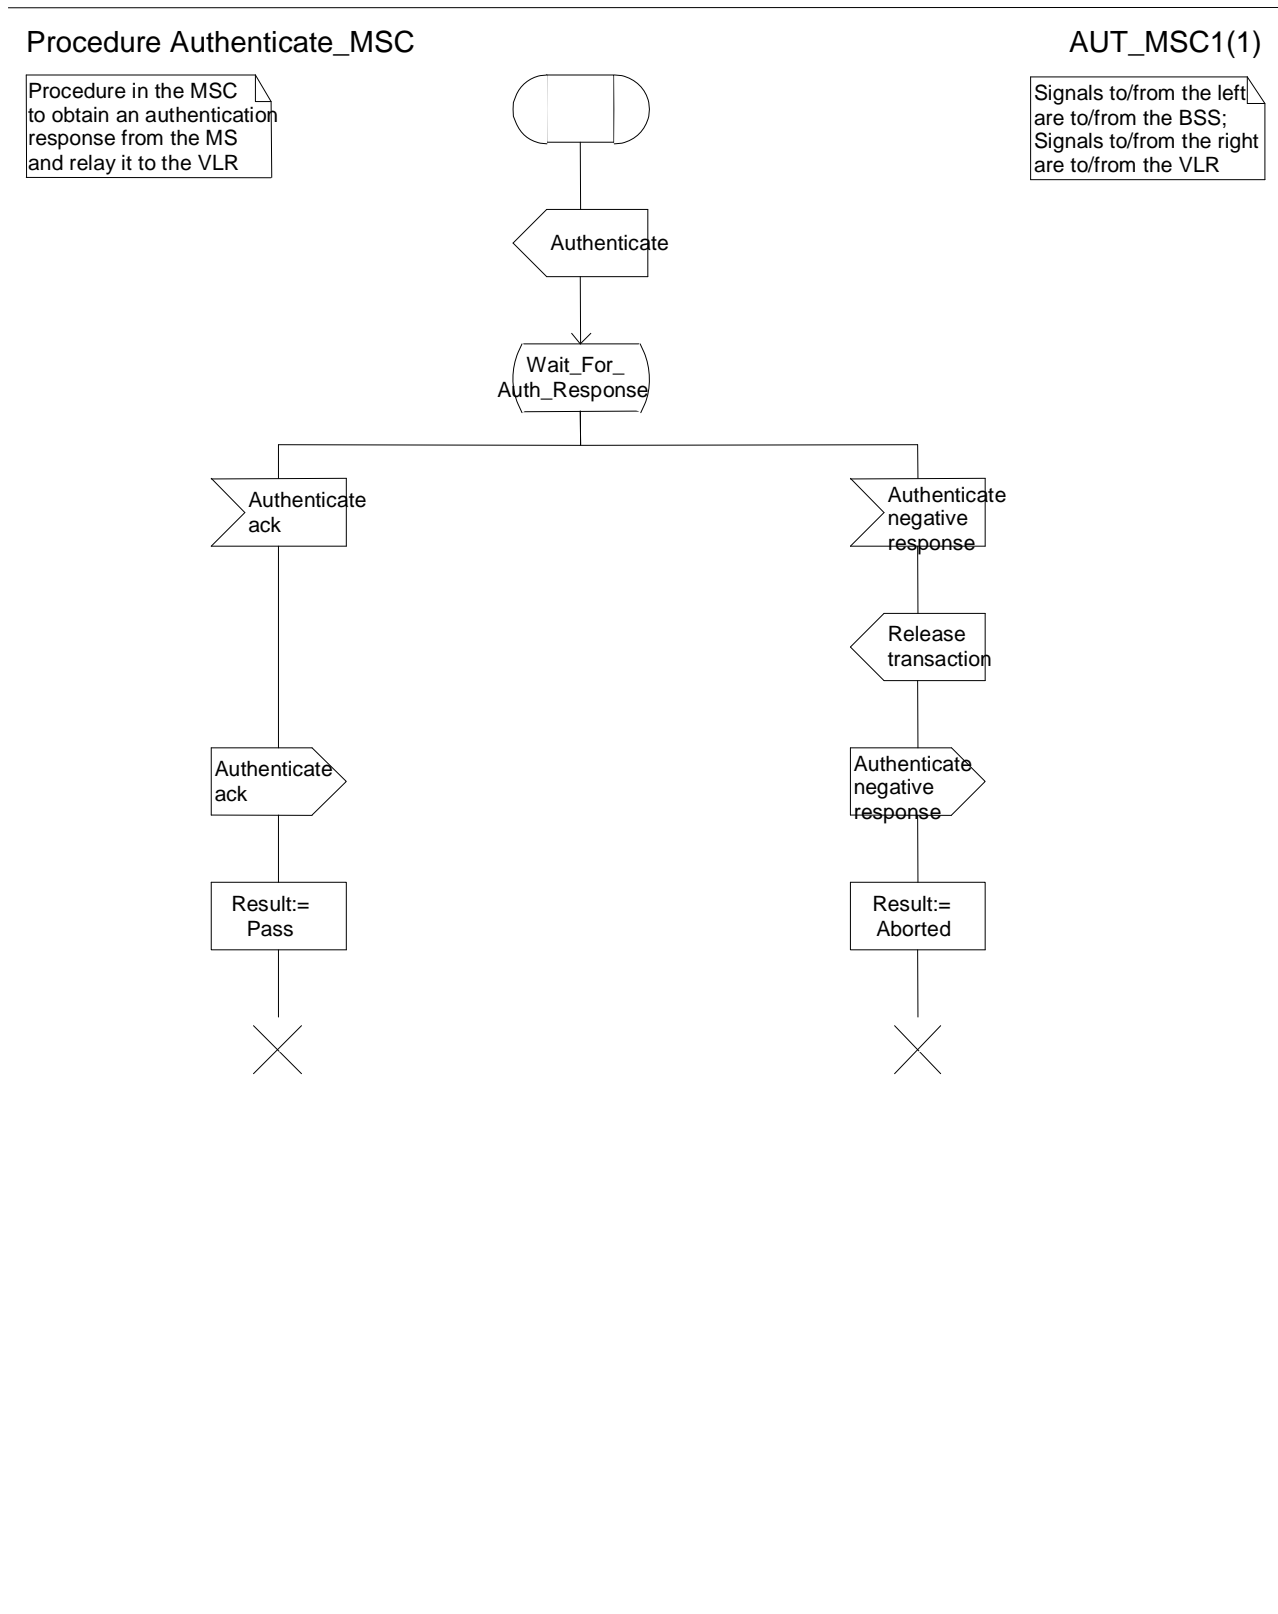 Procedure Authenticate_MSC
AUT_MSC1(1)
Procedure in the MSC
to obtain an authentication
response from the MS
and relay it to the VLR
Signals to/from the left
are to/from the BSS;
Signals to/from the right
are to/from the VLR
Authenticate
Wait_For_
Auth_Response
Authenticate
ack
Authenticate
negative
response
Release
transaction
Authenticate
ack
Authenticate
negative
response
Result:=
Pass
Result:=
Aborted